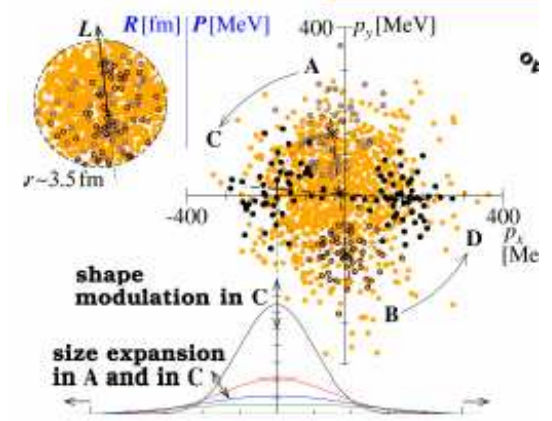 L R [fm] P [MeV]
400 p_y [MeV]
A
C
r~3.5 fm
-400
400
D
p_x
[Me
shape
modulation in C
B
size expansion
in A and in C